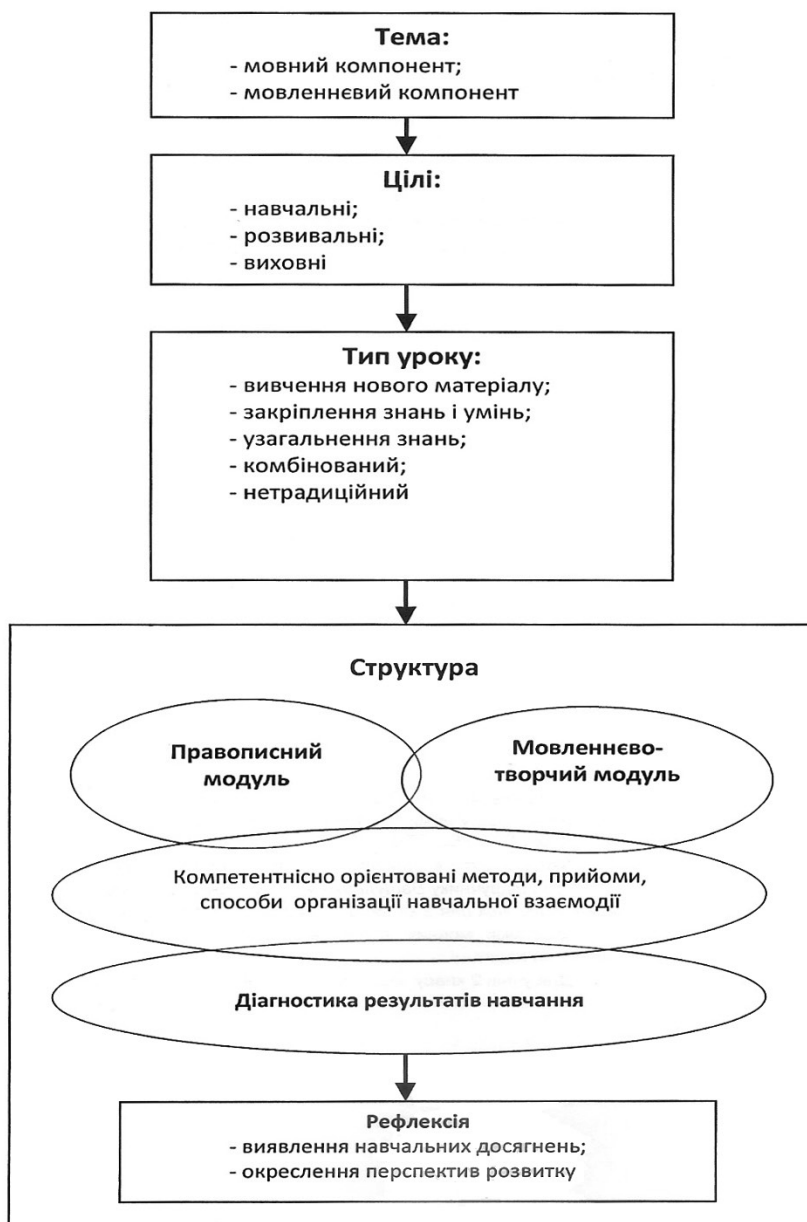 Тема:
- мовний компонент;
- мовленнєвий компонент
Цілі:
- навчальні;
- розвивальні;
- виховні
Тип уроку:
- вивчення нового матеріалу;
- закріплення знань і умінь;
- узагальнення знань;
- комбінований;
- нетрадиційний
Структура
Правописний
модуль
Мовленнєво-
творчий модуль
Компетентнісно орієнтовані методи, прийоми,
способи організації навчальної взаємодії
Діагностика результатів навчання
Рефлексія
- виявлення навчальних досягнень;
- окреслення перспектив розвитку